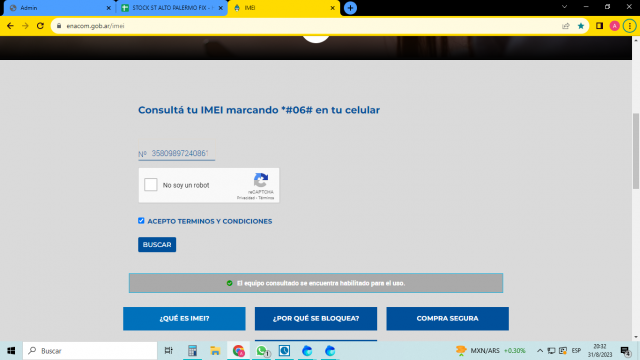 Admin
STOCK ST ALTO PALERMO FIX -
IMEI
enacom.gob.ar/imei
A
Consultá tu IMEI marcando *#06# en tu celular
Nº
No soy un robot
reCAPTCHA
Privacidad - Términos
ACEPTO TERMINOS Y CONDICIONES
BUSCAR
El equipo consultado se encuentra habilitado para el uso.
¿QUÉ ES IMEI?
¿POR QUÉ SE BLOQUEA?
COMPRA SEGURA
Buscar
MXN/ARS +0.30%
ESP
20:32
31/8/2023